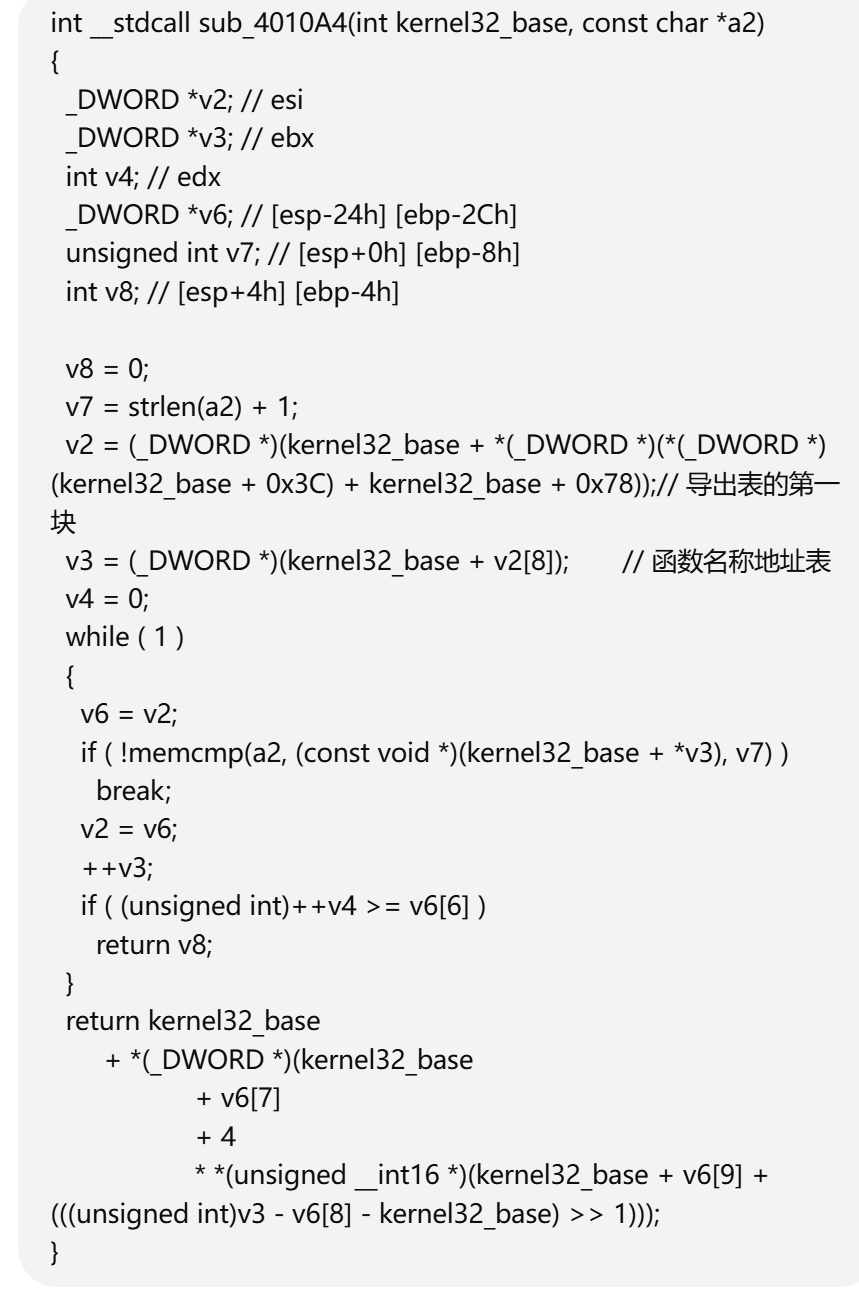 int __stdcall sub_4010A4(int kernel32_base, const char *a2)
{
_DWORD *v2; // esi
_DWORD *v3; // ebx
int v4; // edx
_DWORD *v6; // [esp-24h] [ebp-2Ch]
unsigned int v7; // [esp+0h] [ebp-8h]
int v8; // [esp+4h] [ebp-4h]
v8 = 0;
v7 = strlen(a2) + 1;
v2 = (_DWORD *)(kernel32_base + *(_DWORD *)(*(_DWORD *)
(kernel32_base + 0x3C) + kernel32_base + 0x78));// 导出表的第一
块
v3 = (_DWORD *)(kernel32_base + v2[8]); // 函数名称地址表
v4 = 0;
while ( 1 )
{
v6 = v2;
if ( !memcmp(a2, (const void *)(kernel32_base + *v3), v7) )
break;
v2 = v6;
++v3;
if ( (unsigned int)++v4 >= v6[6] )
return v8;
}
return kernel32_base
+ *(_DWORD *)(kernel32_base
+ v6[7]
+ 4
* *(unsigned __int16 *)(kernel32_base + v6[9] +
(((unsigned int)v3 - v6[8] - kernel32_base) >> 1)));
}